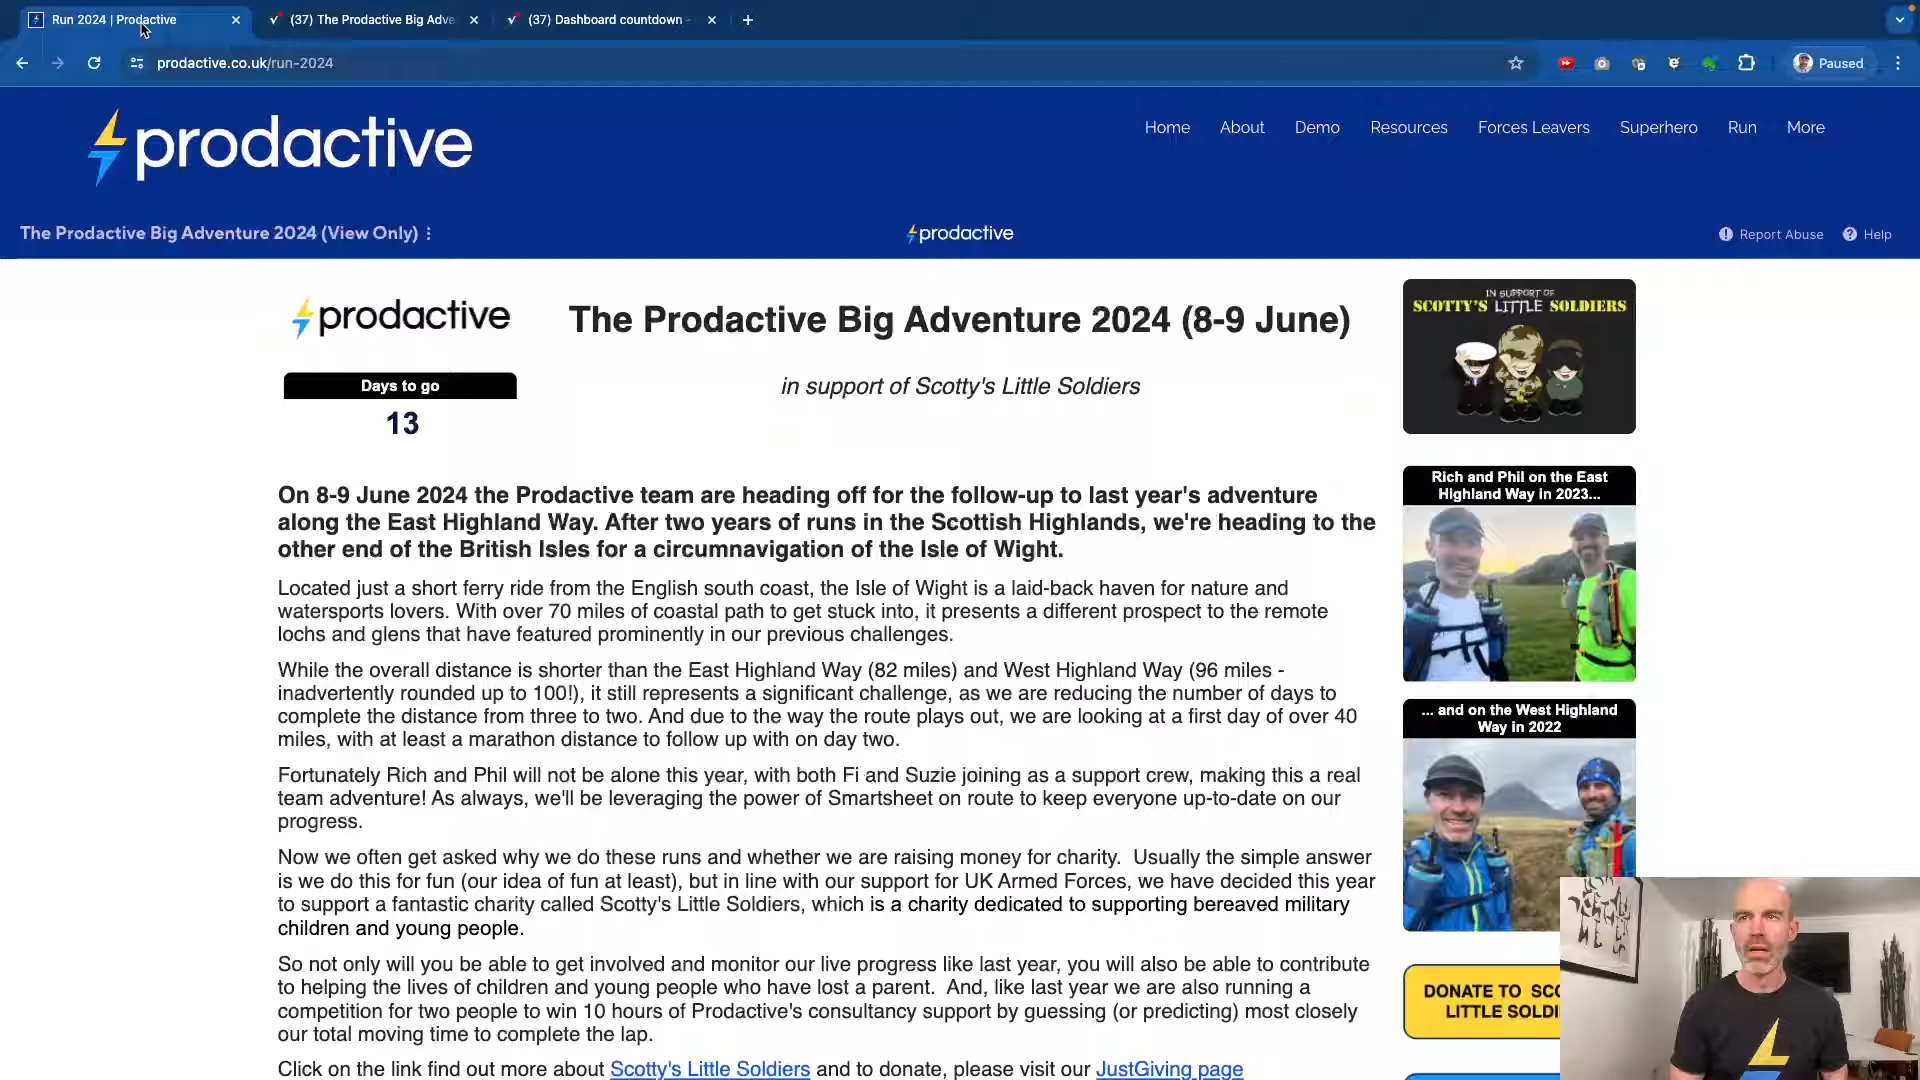 Run 2024 | Prodactive
(37) The Prodactive Big Adve
(37) Dashboard countdown -
prodactive.co.uk/run-2024
Paused
prodactive
Home
About
Demo
Resources
Forces Leavers
Superhero
Run
More
The Prodactive Big Adventure 2024 (View Only)
prodactive
Report Abuse
Help
prodactive
The Prodactive Big Adventure 2024 (8-9 June)
Days to go
13
in support of Scotty's Little Soldiers
IN SUPPORT OF
SCOTTY'S LITTLE SOLDIERS
On 8-9 June 2024 the Prodactive team are heading off for the follow-up to last year's adventure
along the East Highland Way. After two years of runs in the Scottish Highlands, we're heading to the
other end of the British Isles for a circumnavigation of the Isle of Wight.
Located just a short ferry ride from the English south coast, the Isle of Wight is a laid-back haven for nature and
watersports lovers. With over 70 miles of coastal path to get stuck into, it presents a different prospect to the remote
lochs and glens that have featured prominently in our previous challenges.
While the overall distance is shorter than the East Highland Way (82 miles) and West Highland Way (96 miles -
inadvertently rounded up to 100!), it still represents a significant challenge, as we are reducing the number of days to
complete the distance from three to two. And due to the way the route plays out, we are looking at a first day of over 40
miles, with at least a marathon distance to follow up with on day two.
Fortunately Rich and Phil will not be alone this year, with both Fi and Suzie joining as a support crew, making this a real
team adventure! As always, we'll be leveraging the power of Smartsheet on route to keep everyone up-to-date on our
progress.
Now we often get asked why we do these runs and whether we are raising money for charity.  Usually the simple answer
is we do this for fun (our idea of fun at least), but in line with our support for UK Armed Forces, we have decided this year
to support a fantastic charity called Scotty's Little Soldiers, which is a charity dedicated to supporting bereaved military
children and young people.
So not only will you be able to get involved and monitor our live progress like last year, you will also be able to contribute
to helping the lives of children and young people who have lost a parent.  And, like last year we are also running a
competition for two people to win 10 hours of Prodactive's consultancy support by guessing (or predicting) most closely
our total moving time to complete the lap.
Click on the link find out more about Scotty's Little Soldiers and to donate, please visit our JustGiving page
Rich and Phil on the East
Highland Way in 2023...
... and on the West Highland
Way in 2022
DONATE TO SCO
LITTLE SOLDI